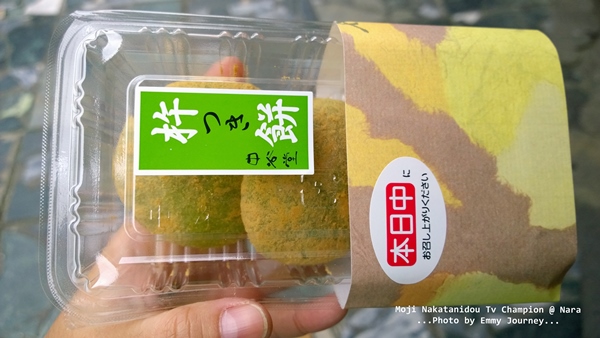 杵つき餅
中谷堂
本日中に
お召し上がりください
Moji Nakatanidou Tv Champion @ Nara
...Photo by Emmy Journey...